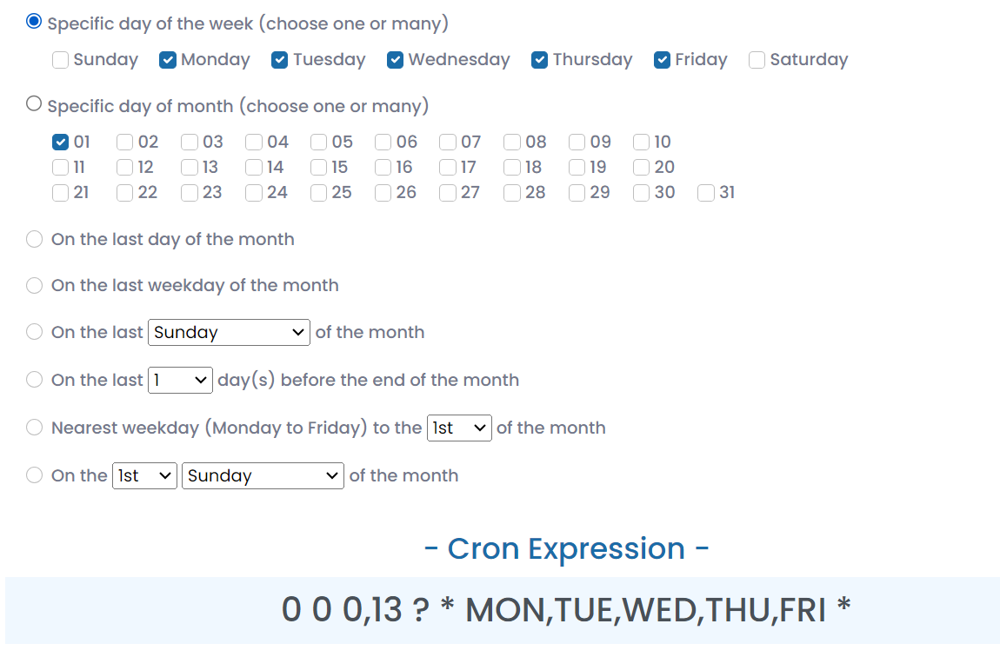 Specific day of the week (choose one or many)
Sunday Monday Tuesday Wednesday Thursday Friday Saturday
Specific day of month (choose one or many)
01 02 03 04 05 06 07 08 09 10
11 12 13 14 15 16 17 18 19 20
21 22 23 24 25 26 27 28 29 30 31
On the last day of the month
On the last weekday of the month
On the last Sunday of the month
On the last 1 day(s) before the end of the month
Nearest weekday (Monday to Friday) to the 1st of the month
On the 1st Sunday of the month
- Cron Expression -
0 0 0,13 ? * MON,TUE,WED,THU,FRI *